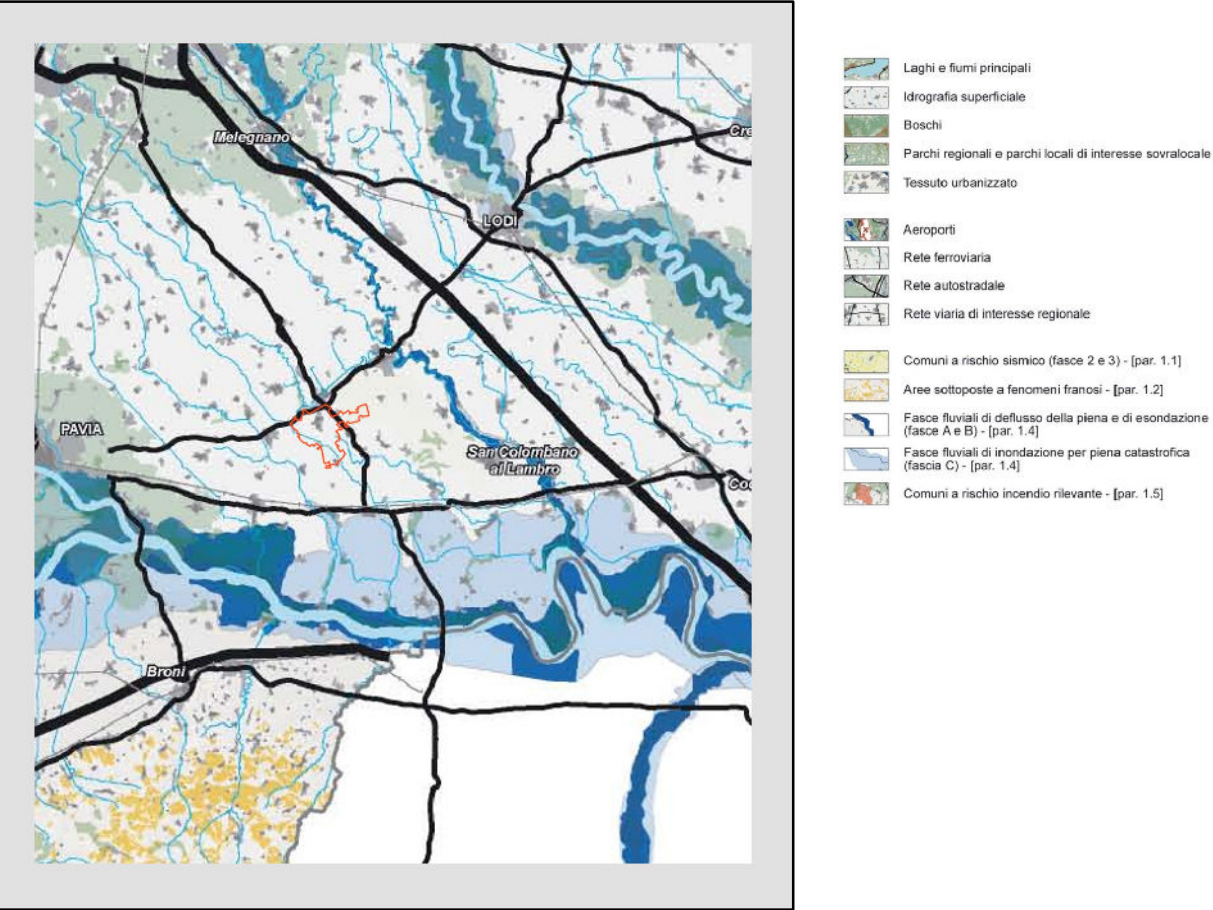 Melegnano
Cre
LODI
PAVIA
San Colombano
al Lambro
Co
Broni
Laghi e fiumi principali
Idrografia superficiale
Boschi
Parchi regionali e parchi locali di interesse sovralocale
Tessuto urbanizzato
Aeroporti
Rete ferroviaria
Rete autostradale
Rete viaria di interesse regionale
Comuni a rischio sismico (fasce 2 e 3) - [par. 1.1]
Aree sottoposte a fenomeni franosi - [par. 1.2]
Fasce fluviali di deflusso della piena e di esondazione
(fasce A e B) - [par. 1.4]
Fasce fluviali di inondazione per piena catastrofica
(fascia C) - [par. 1.4]
Comuni a rischio incendio rilevante - [par. 1.5]